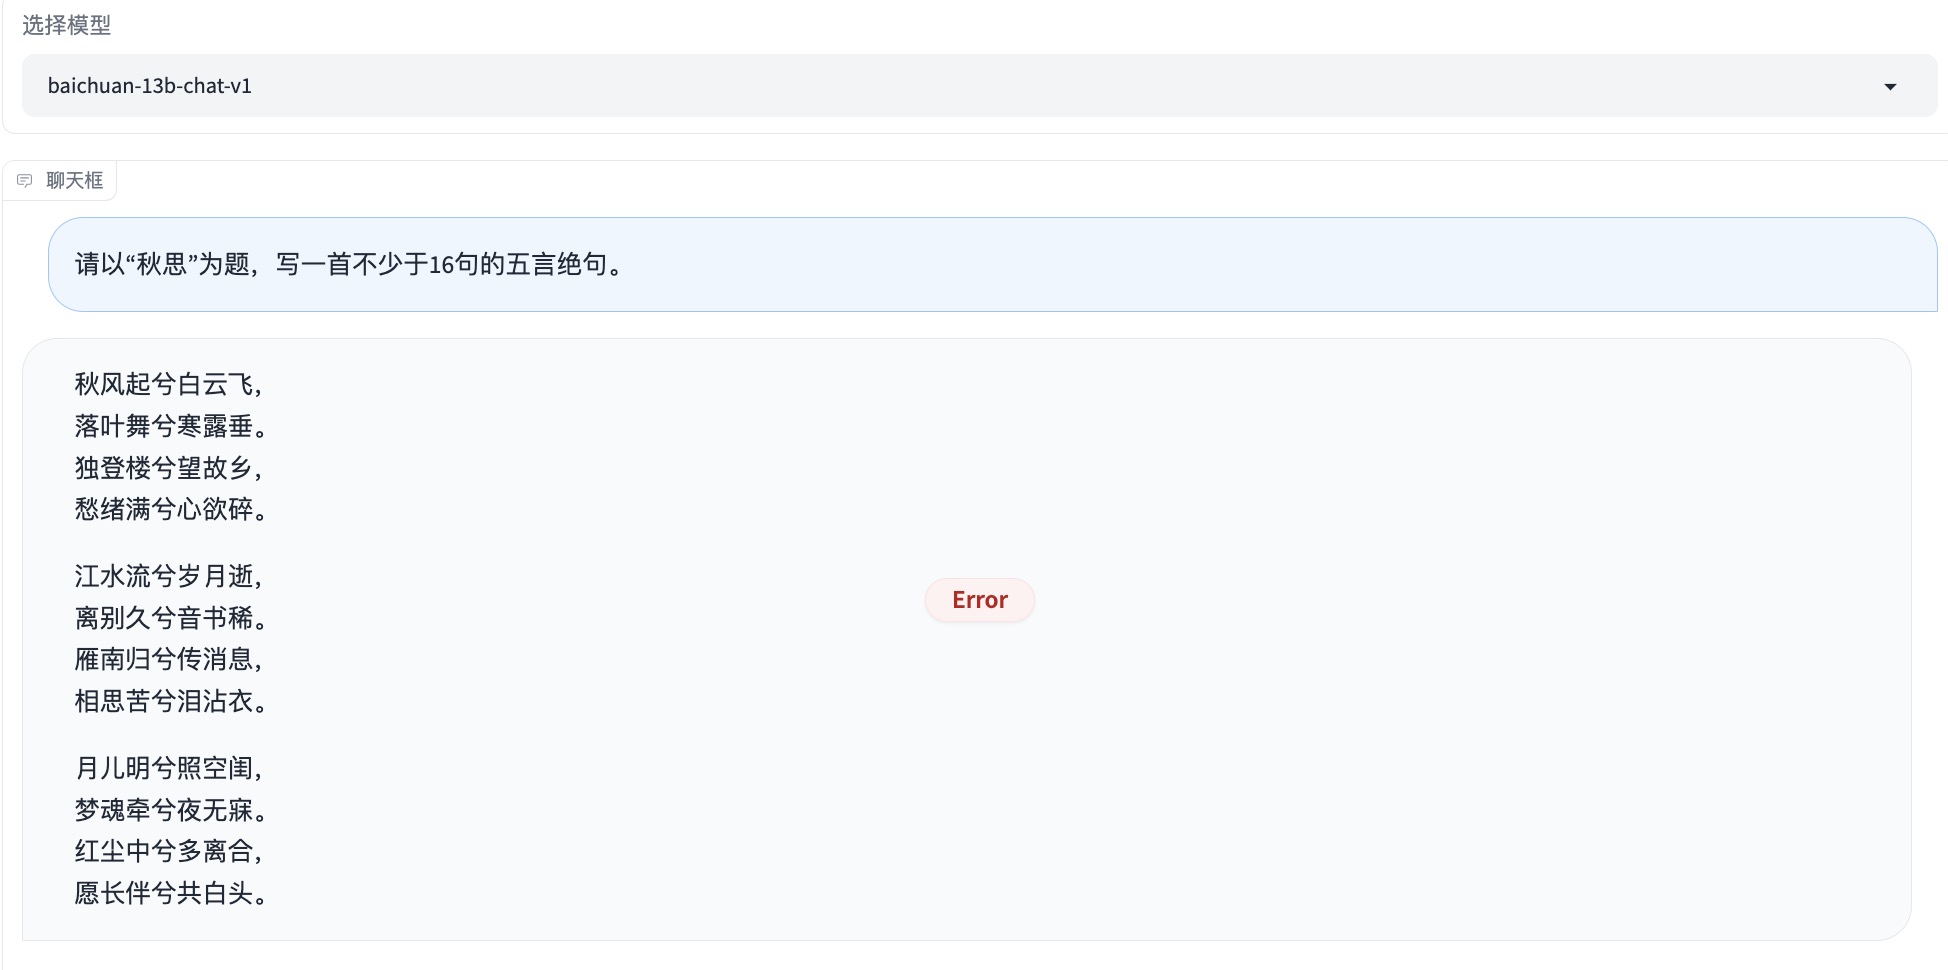 选择模型
baichuan-13b-chat-v1
聊天框
请以“秋思”为题，写一首不少于16句的五言绝句。
秋风起兮白云飞，
落叶舞兮寒露垂。
独登楼兮望故乡，
愁绪满兮心欲碎。
江水流兮岁月逝，
离别久兮音书稀。
雁南归兮传消息，
Error
相思苦兮泪沾衣。
月儿明兮照空闺，
梦魂牵兮夜无寐。
红尘中兮多离合，
愿长伴兮共白头。